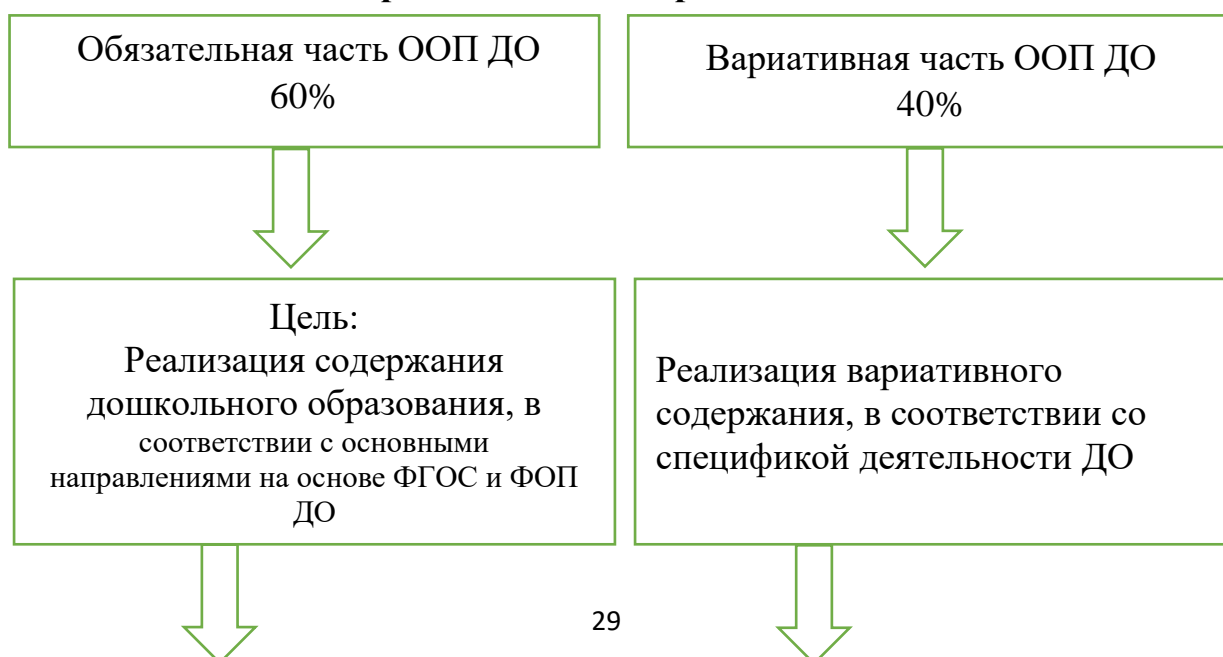 Обязательная часть ООП ДО
60%
Вариативная часть ООП ДО
40%
Цель:
Реализация содержания
дошкольного образования, в
соответствии с основными
направлениями на основе ФГОС и ФОП
ДО
Реализация вариативного
содержания, в соответствии со
спецификой деятельности ДО
29